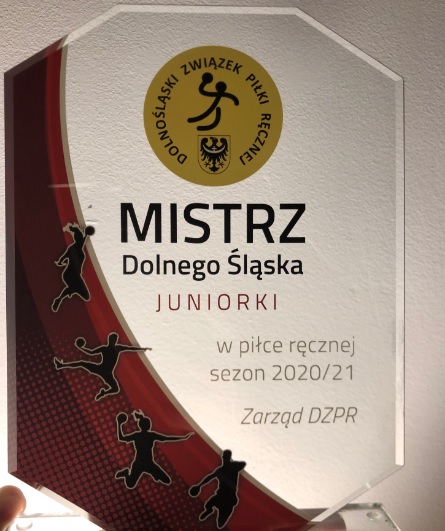 DOLNOŚLĄSKI ZWIĄZEK PIŁKI RĘCZNEJ
MISTRZ
Dolnego Śląska
JUNIORKI
w piłce ręcznej
sezon 2020/21
Zarząd DZPR